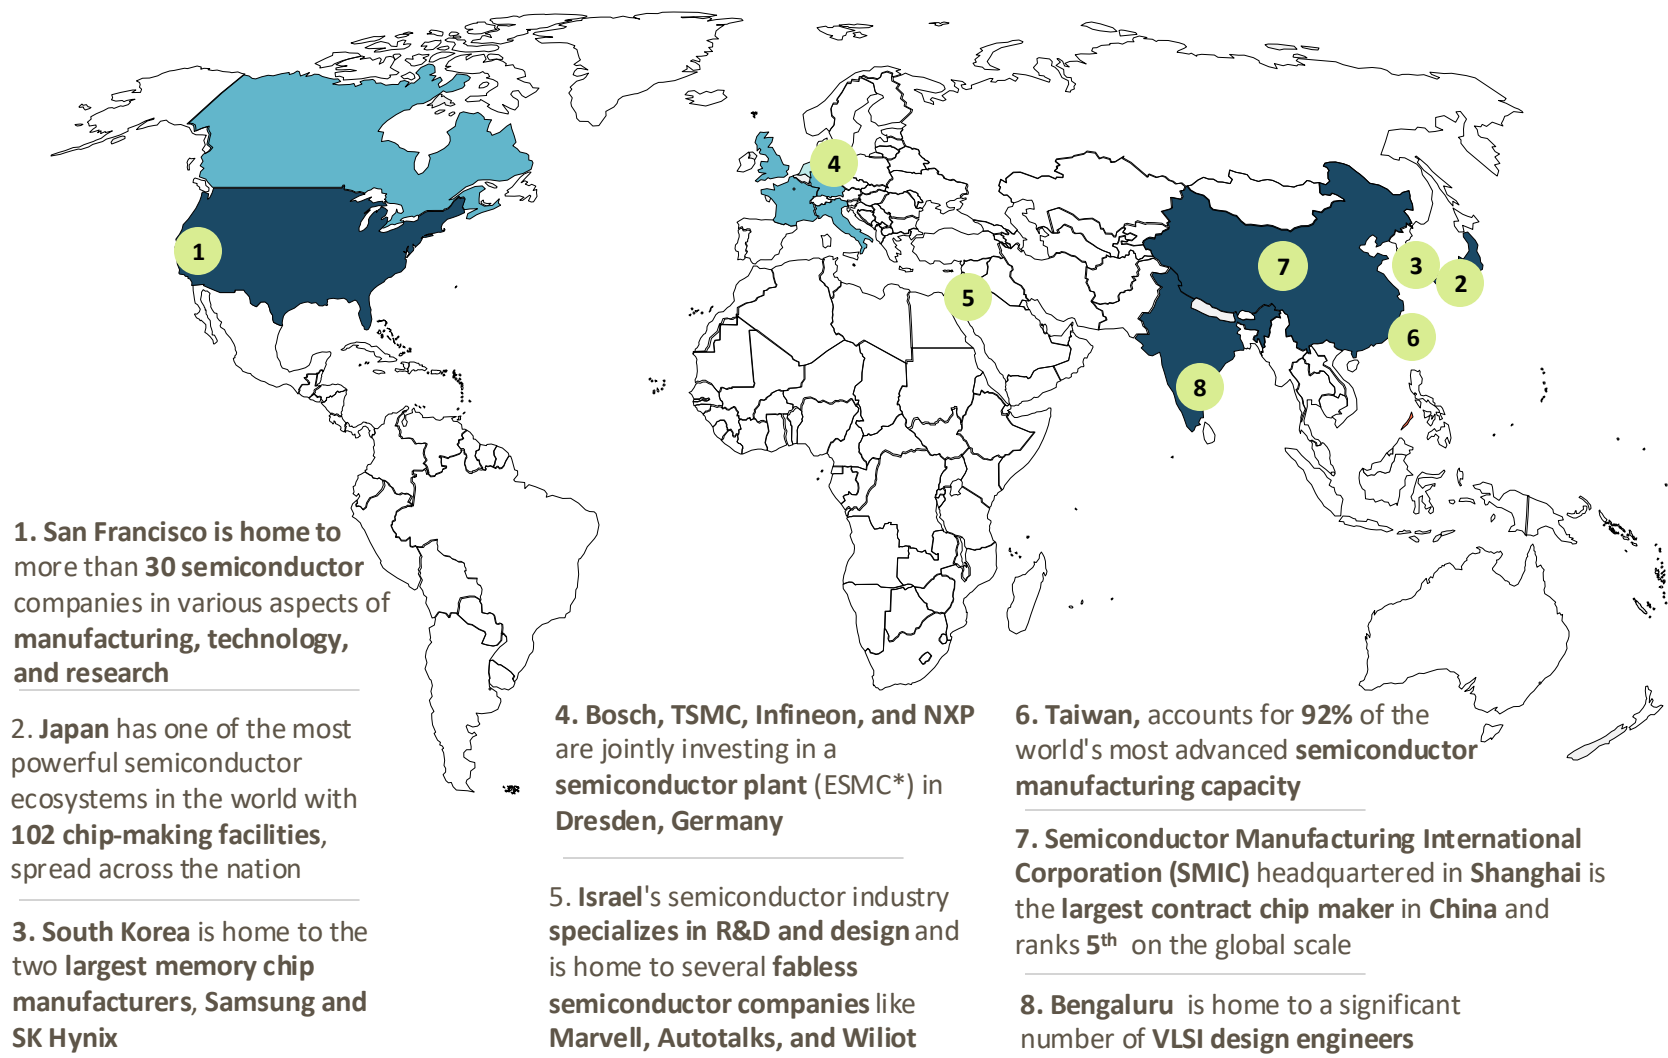 1
2
3
4
5
6
7
8
1. San Francisco is home to
more than 30 semiconductor
companies in various aspects of
manufacturing, technology,
and research
2. Japan has one of the most
powerful semiconductor
ecosystems in the world with
102 chip-making facilities,
spread across the nation
3. South Korea is home to the
two largest memory chip
manufacturers, Samsung and
SK Hynix
4. Bosch, TSMC, Infineon, and NXP
are jointly investing in a
semiconductor plant (ESMC*) in
Dresden, Germany
5. Israel's semiconductor industry
specializes in R&D and design and
is home to several fabless
semiconductor companies like
Marvell, Autotalks, and Wiliot
6. Taiwan, accounts for 92% of the
world's most advanced semiconductor
manufacturing capacity
7. Semiconductor Manufacturing International
Corporation (SMIC) headquartered in Shanghai is
the largest contract chip maker in China and
ranks 5th on the global scale
8. Bengaluru is home to a significant
number of VLSI design engineers